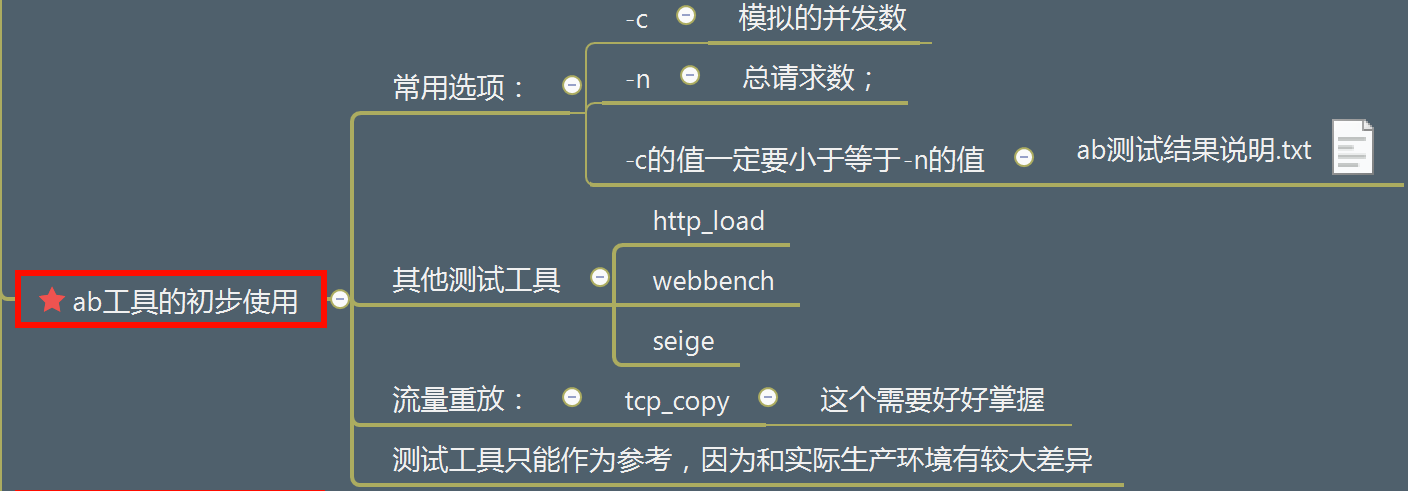 -c
模拟的并发数
常用选项：
-n
总请求数；
-c的值一定要小于等于-n的值
ab测试结果说明.txt
http_load
其他测试工具
webbench
ab工具的初步使用
seige
流量重放：
tcp_copy
这个需要好好掌握
测试工具只能作为参考，因为和实际生产环境有较大差异